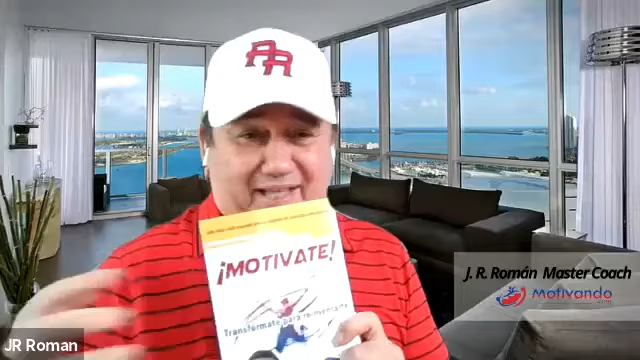 RR
¡MOTIVATE!
Transfórmate para reinventarte
J. R. Román Master Coach
Motivando
JR Roman